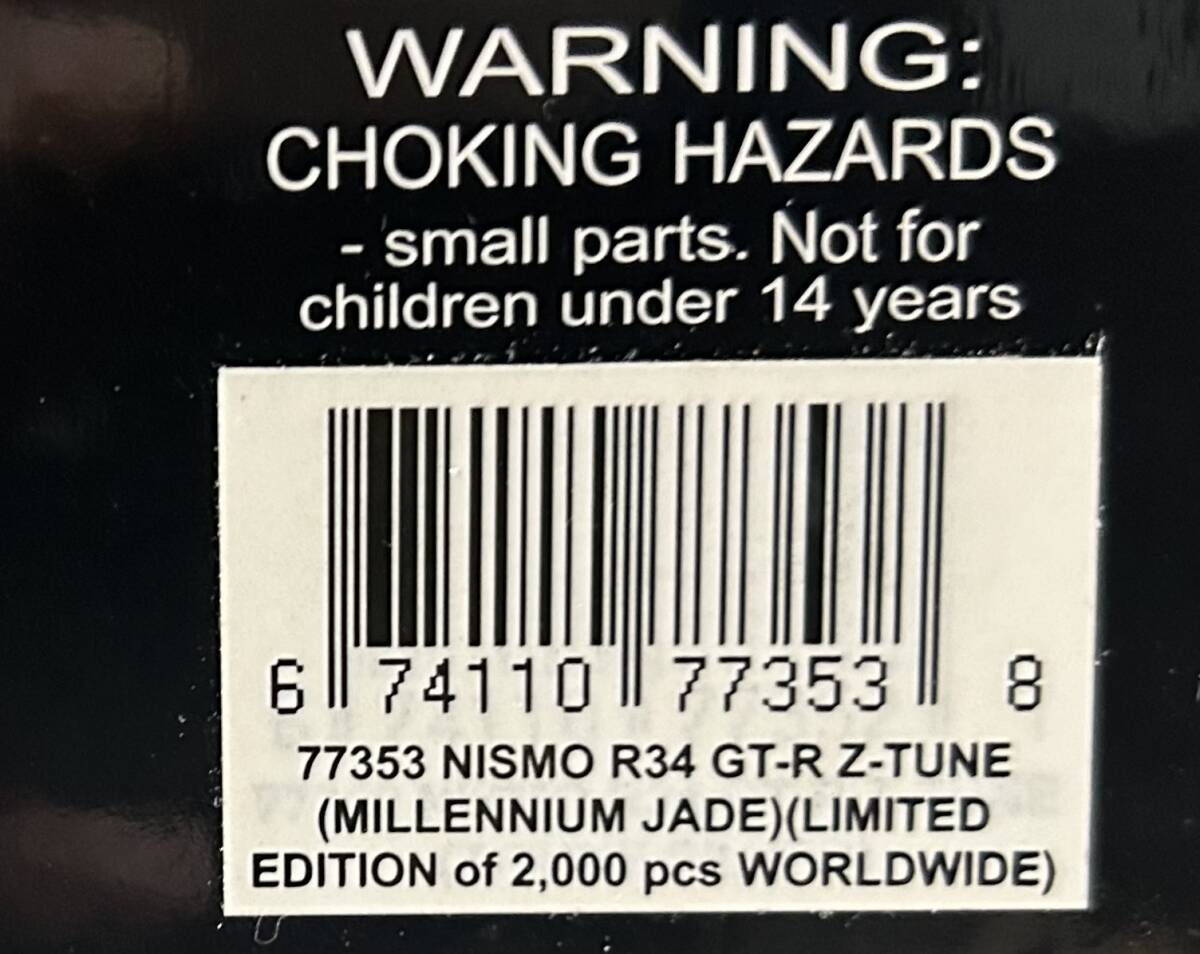 WARNING:
CHOKING HAZARDS
- small parts. Not for
children under 14 years
6 74110 77353 8
77353 NISMO R34 GT-R Z-TUNE
(MILLENNIUM JADE)(LIMITED
EDITION of 2,000 pcs WORLDWIDE)